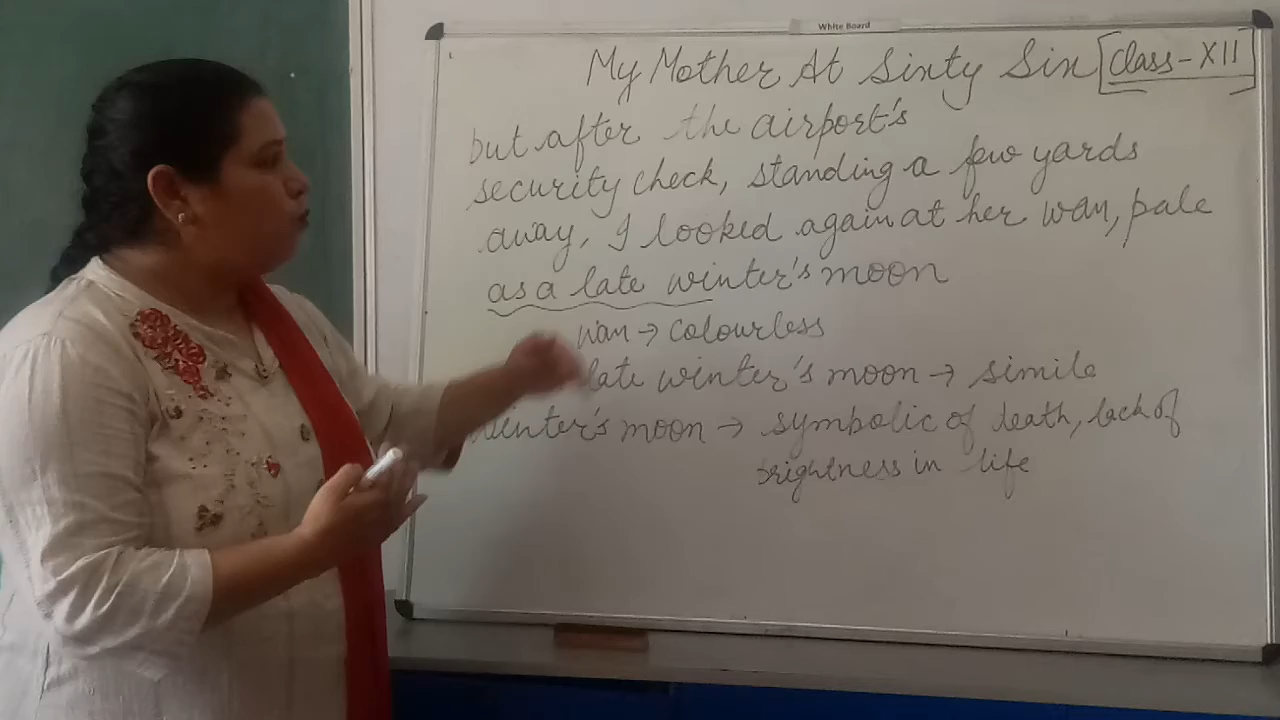 White Board
My Mother At Sixty Six [Class-XII]
but after the airport's
security check, standing a few yards
away, I looked again at her wan, pale
as a late winter's moon
wan → colourless
late winter's moon → simile
winter's moon → symbolic of death, lack of
brightness in life